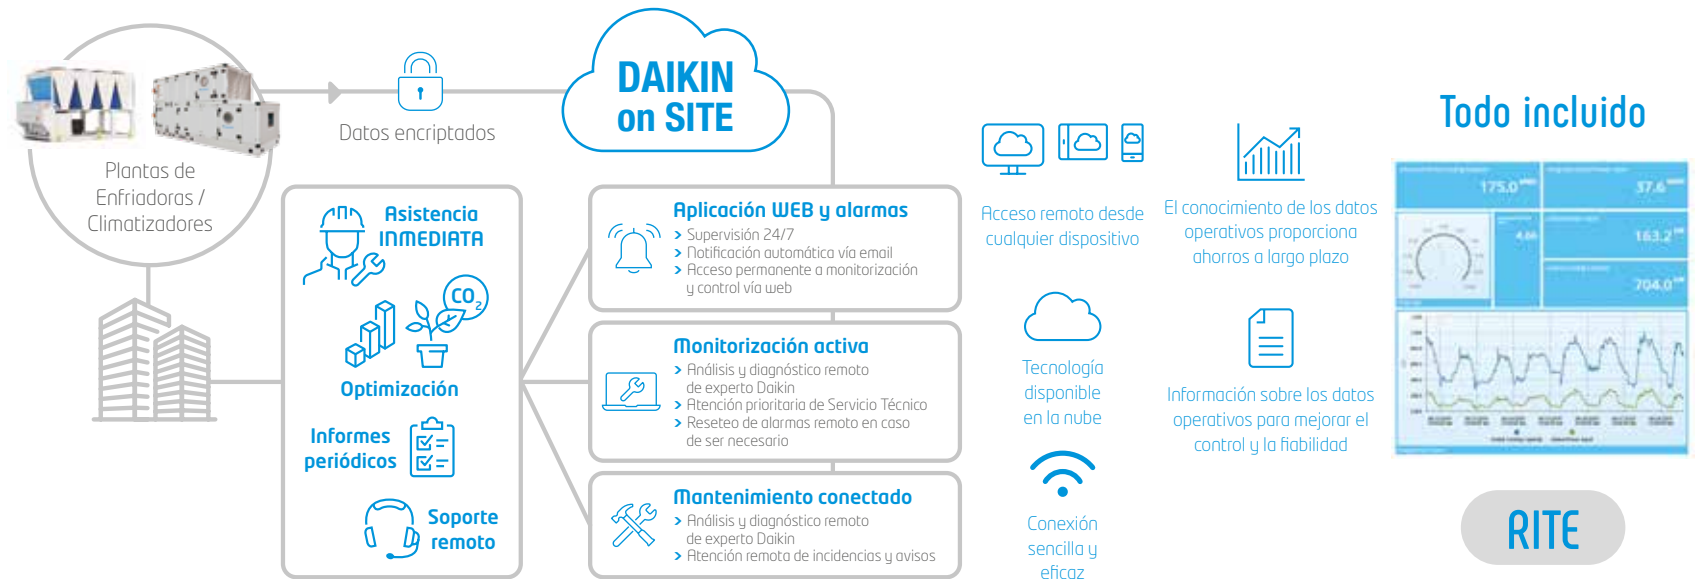 Plantas de
Enfriadoras /
Climatizadores
Datos encriptados
DAIKIN
on SITE
Asistencia
INMEDIATA
CO2
Optimización
Informes
periódicos
Soporte
remoto
Aplicación WEB y alarmas
> Supervisión 24/7
> Notificación automática vía email
> Acceso permanente a monitorización
y control vía web
Monitorización activa
> Análisis y diagnóstico remoto
de experto Daikin
> Atención prioritaria de Servicio Técnico
> Reseteo de alarmas remoto en caso
de ser necesario
Mantenimiento conectado
> Análisis y diagnóstico remoto
de experto Daikin
> Atención remota de incidencias y avisos
Acceso remoto desde
cualquier dispositivo
Tecnología
disponible
en la nube
Conexión
sencilla y
eficaz
El conocimiento de los datos
operativos proporciona
ahorros a largo plazo
Información sobre los datos
operativos para mejorar el
control y la fiabilidad
Todo incluido
175.0
37.6
4.66
163.2
704.0
RITE